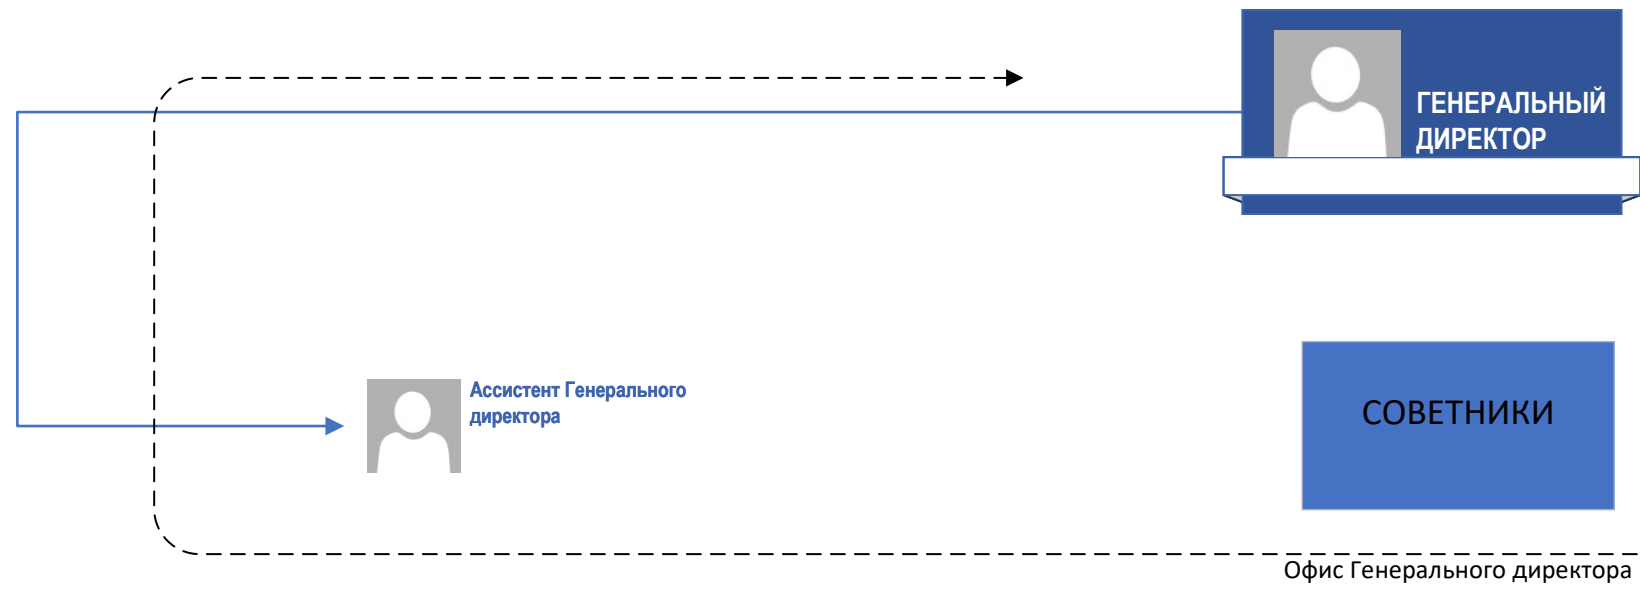 ГЕНЕРАЛЬНЫЙ
ДИРЕКТОР
Ассистент Генерального
директора
СОВЕТНИКИ
Офис Генерального директора